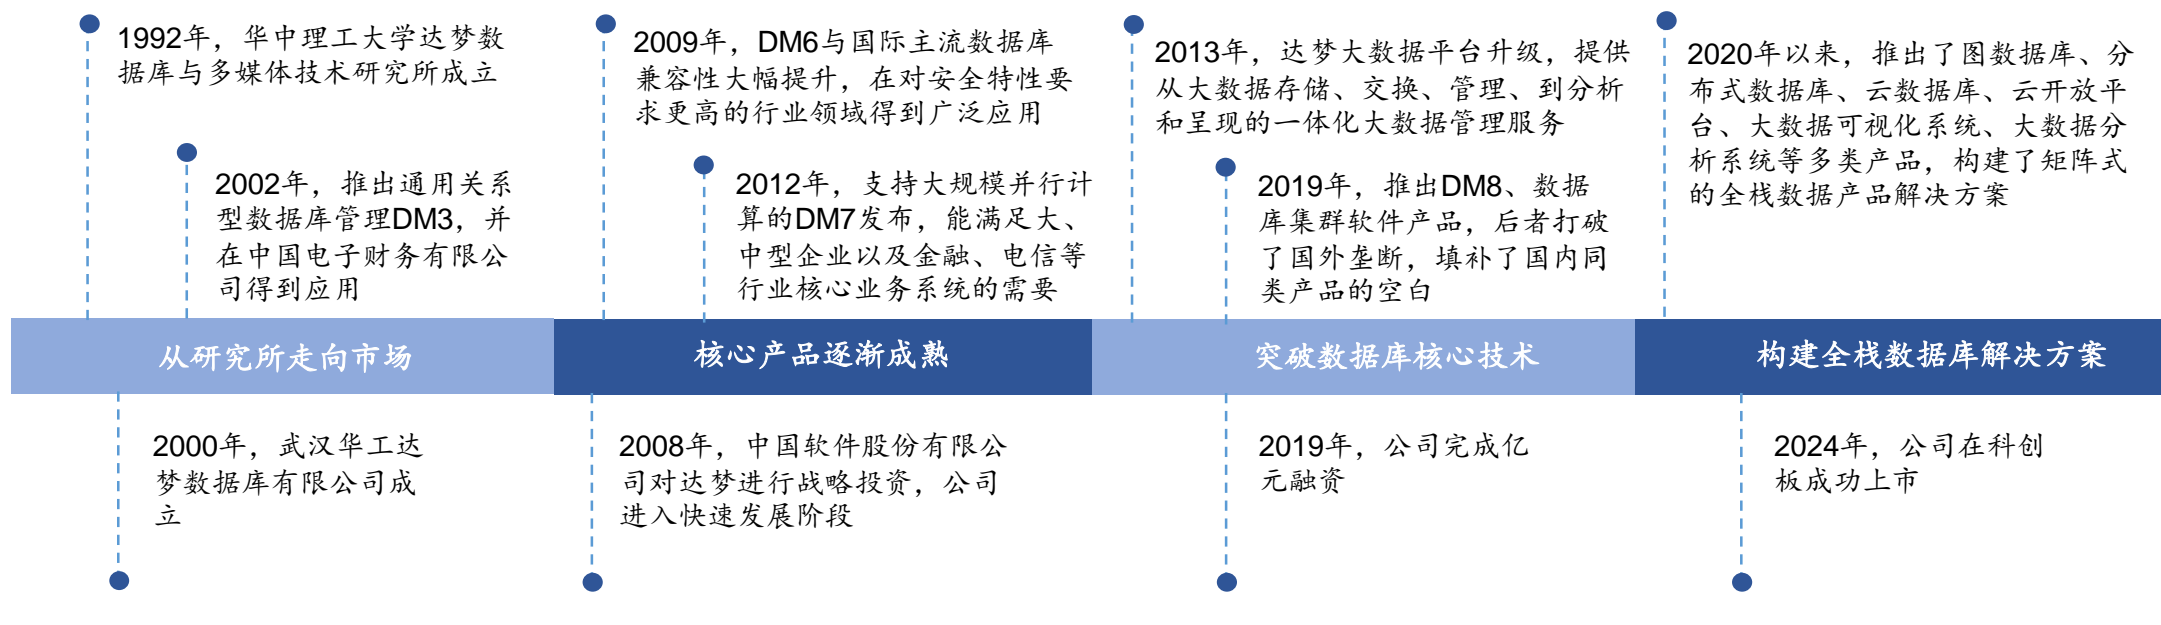 1992年，华中理工大学达梦数
据库与多媒体技术研究所成立
2002年，推出通用关系
型数据库管理DM3，并
在中国电子财务有限公
司得到应用
2009年，DM6与国际主流数据库
兼容性大幅提升，在对安全特性要
求更高的行业领域得到广泛应用
2012年，支持大规模并行计
算的DM7发布，能满足大、
中型企业以及金融、电信等
行业核心业务系统的需要
2013年，达梦大数据平台升级，提供
从大数据存储、交换、管理、到分析
和呈现的一体化大数据管理服务
2019年，推出DM8、数据
库集群软件产品，后者打破
了国外垄断，填补了国内同
类产品的空白
2020年以来，推出了图数据库、分
布式数据库、云数据库、云开放平
台、大数据可视化系统、大数据分
析系统等多类产品，构建了矩阵式
的全栈数据产品解决方案
从研究所走向市场
核心产品逐渐成熟
突破数据库核心技术
构建全栈数据库解决方案
2000年，武汉华工达
梦数据库有限公司成
立
2008年，中国软件股份有限公
司对达梦进行战略投资，公司
进入快速发展阶段
2019年，公司完成亿
元融资
2024年，公司在科创
板成功上市